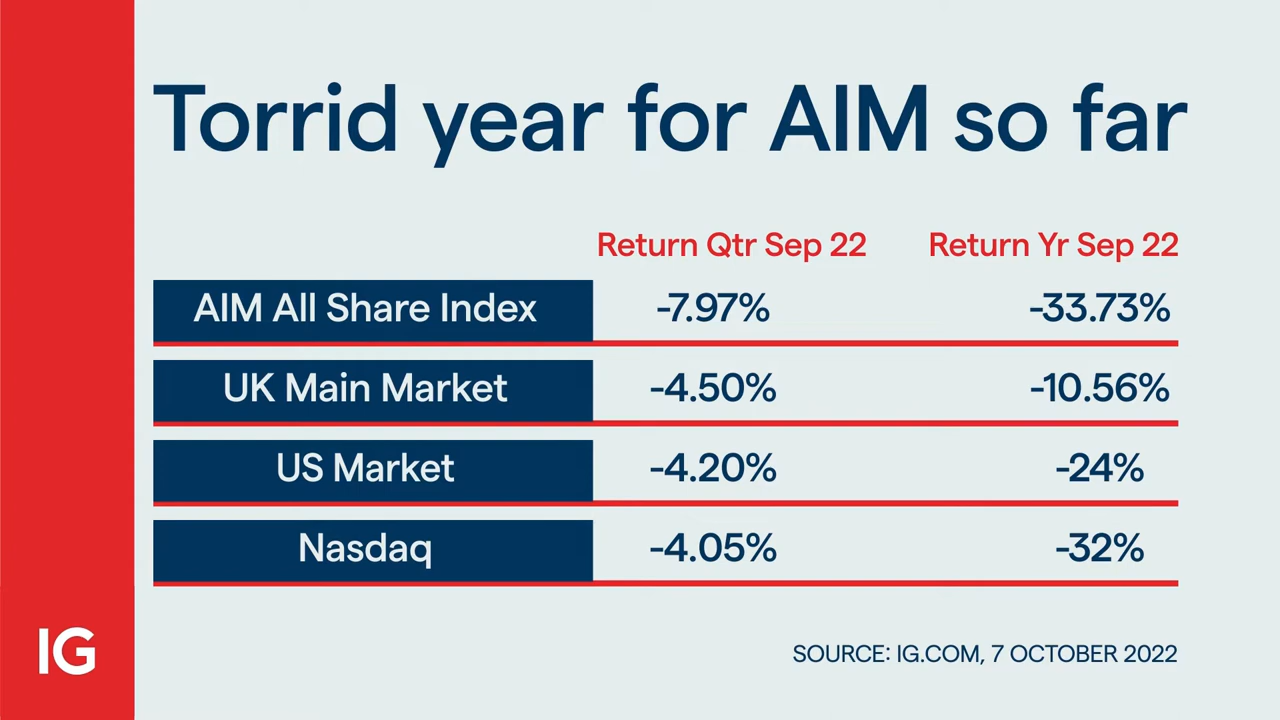 Torrid year for AIM so far
Return Qtr Sep 22 Return Yr Sep 22
AIM All Share Index -7.97% -33.73%
UK Main Market -4.50% -10.56%
US Market -4.20% -24%
Nasdaq -4.05% -32%
IG
SOURCE: IG.COM, 7 OCTOBER 2022